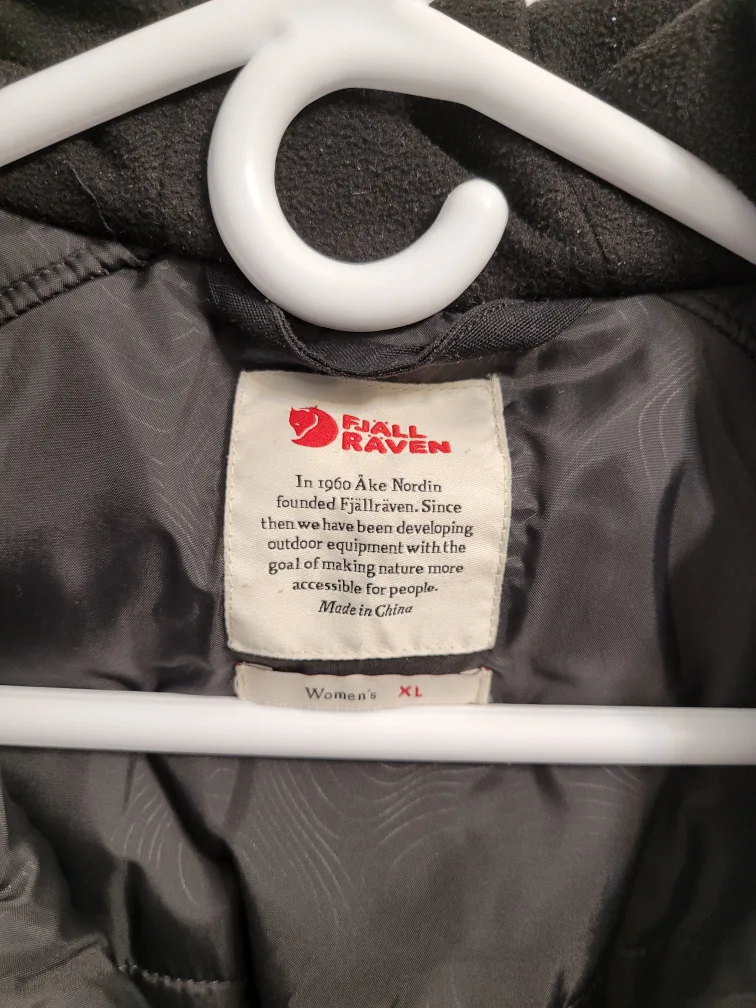 FJÄLL
RÄVEN
In 1960 Åke Nordin
founded Fjällräven. Since
then we have been developing
outdoor equipment with the
goal of making nature more
accessible for people.
Made in China
Women's XL